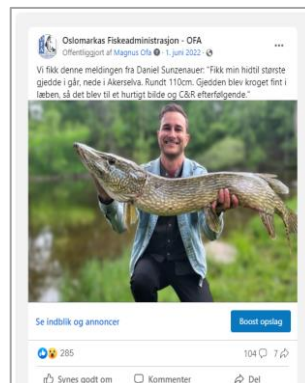 Oslomarkas Fiskeadministrasjon - OFA
Offentliggjort af Magnus Ofa · 1. juni 2022 ·
Vi fikk denne meldingen fra Daniel Sunzenauer: "Fikk min hidtil største
gjedde i går, nede i Akerselva. Rundt 110cm. Gjedden blev kroget fint i
læben, så det blev til et hurtigt bilde og C&R efterfølgende."
Se indblik og annoncer
Boost opslag
285
104
7
Synes godt om
Kommenter
Del